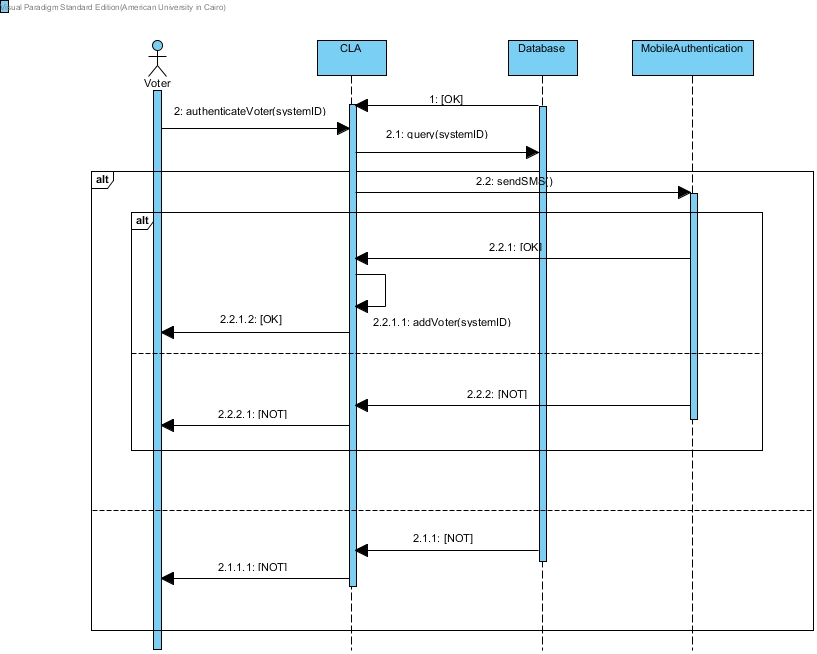 Visual Paradigm Standard Edition(American University in Cairo)
CLA
Database
MobileAuthentication
Voter
1: [OK]
2: authenticateVoter(systemID)
2.1: query(systemID)
alt
2.2: sendSMS()
alt
2.2.1: [OK]
2.2.1.2: [OK]
2.2.1.1: addVoter(systemID)
2.2.2: [NOT]
2.2.2.1: [NOT]
2.1.1: [NOT]
2.1.1.1: [NOT]